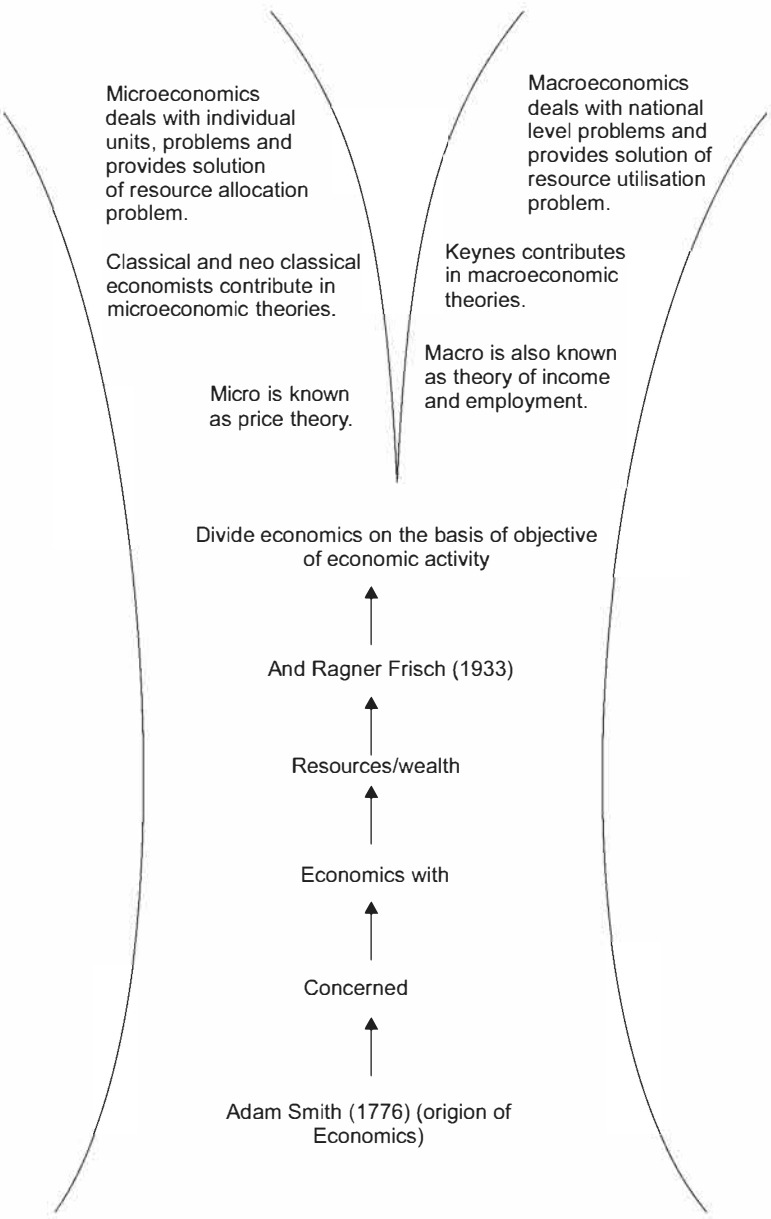 Microeconomics
deals with individual
units, problems and
provides solution
of resource allocation
problem.
Classical and neo classical
economists contribute in
microeconomic theories.
Micro is known
as price theory.
Macroeconomics
deals with national
level problems and
provides solution of
resource utilisation
problem.
Keynes contributes
in macroeconomic
theories.
Macro is also known
as theory of income
and employment.
Divide economics on the basis of objective
of economic activity
And Ragner Frisch (1933)
Resources/wealth
Economics with
Concerned
Adam Smith (1776) (origion of
Economics)